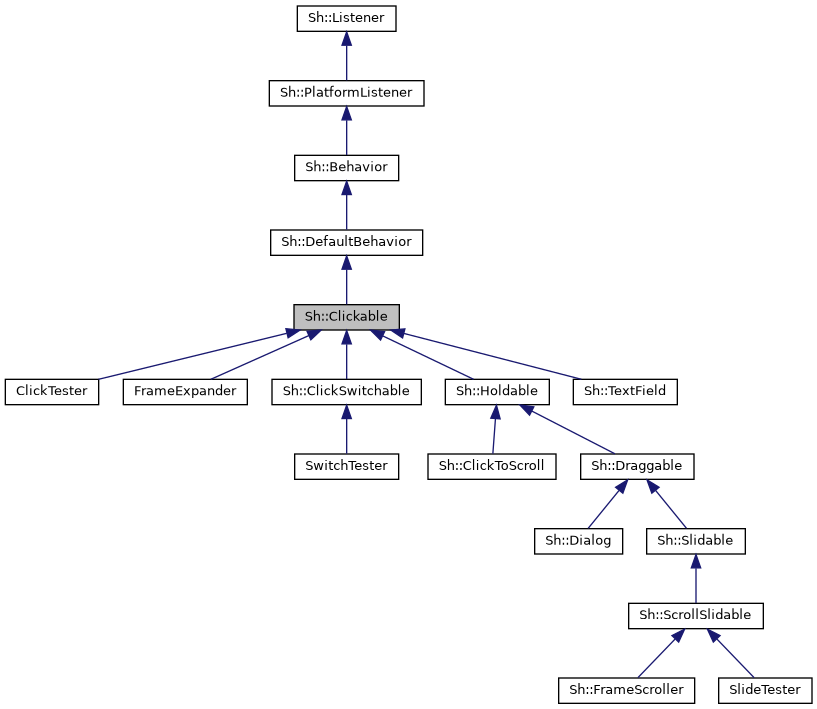 Sh::Listener
Sh::PlatformListener
Sh::Behavior
Sh::DefaultBehavior
Sh::Clickable
ClickTester
FrameExpander
Sh::ClickSwitchable
Sh::Holdable
Sh::TextField
SwitchTester
Sh::ClickToScroll
Sh::Draggable
Sh::Dialog
Sh::Slidable
Sh::ScrollSlidable
Sh::FrameScroller
SlideTester